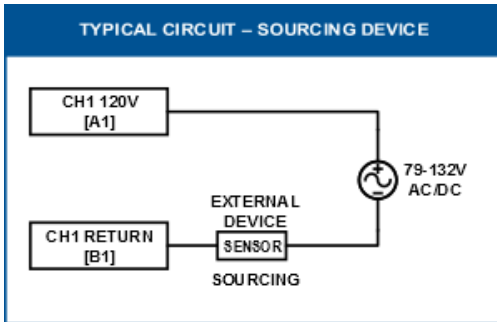 TYPICAL CIRCUIT – SOURCING DEVICE
CH1 120V
[A1]
79-132V
AC/DC
EXTERNAL
DEVICE
CH1 RETURN
[B1]
SENSOR
SOURCING